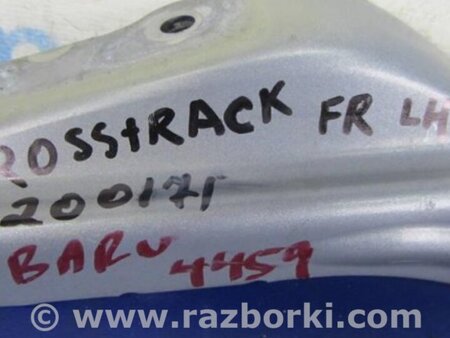 ROSStRACK FR LH
200171
BARU 4459
© www.razborki.com